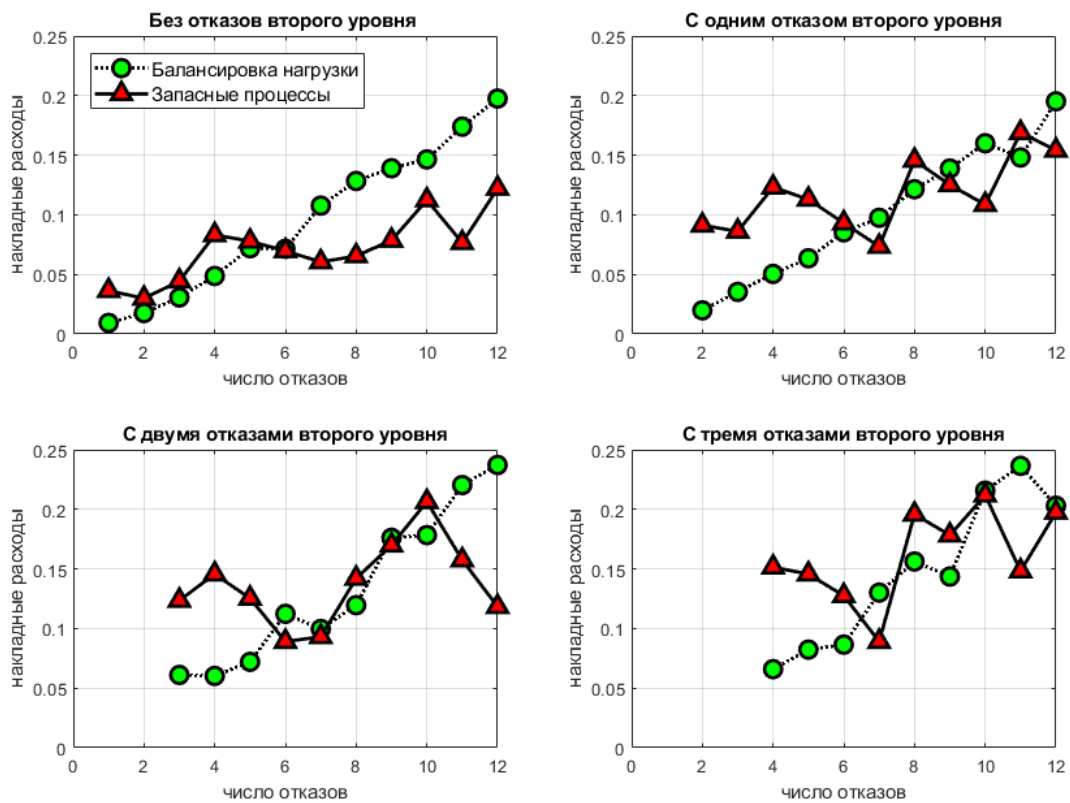 Без отказов второго уровня
0.25
0.2
0.15
0.1
0.05
0
накладные расходы
Балансировка нагрузки
Запасные процессы
0 2 4 6 8 10 12
число отказов
С одним отказом второго уровня
0.25
0.2
0.15
0.1
0.05
0
накладные расходы
0 2 4 6 8 10 12
число отказов
С двумя отказами второго уровня
0.25
0.2
0.15
0.1
0.05
0
накладные расходы
0 2 4 6 8 10 12
число отказов
С тремя отказами второго уровня
0.25
0.2
0.15
0.1
0.05
0
накладные расходы
0 2 4 6 8 10 12
число отказов